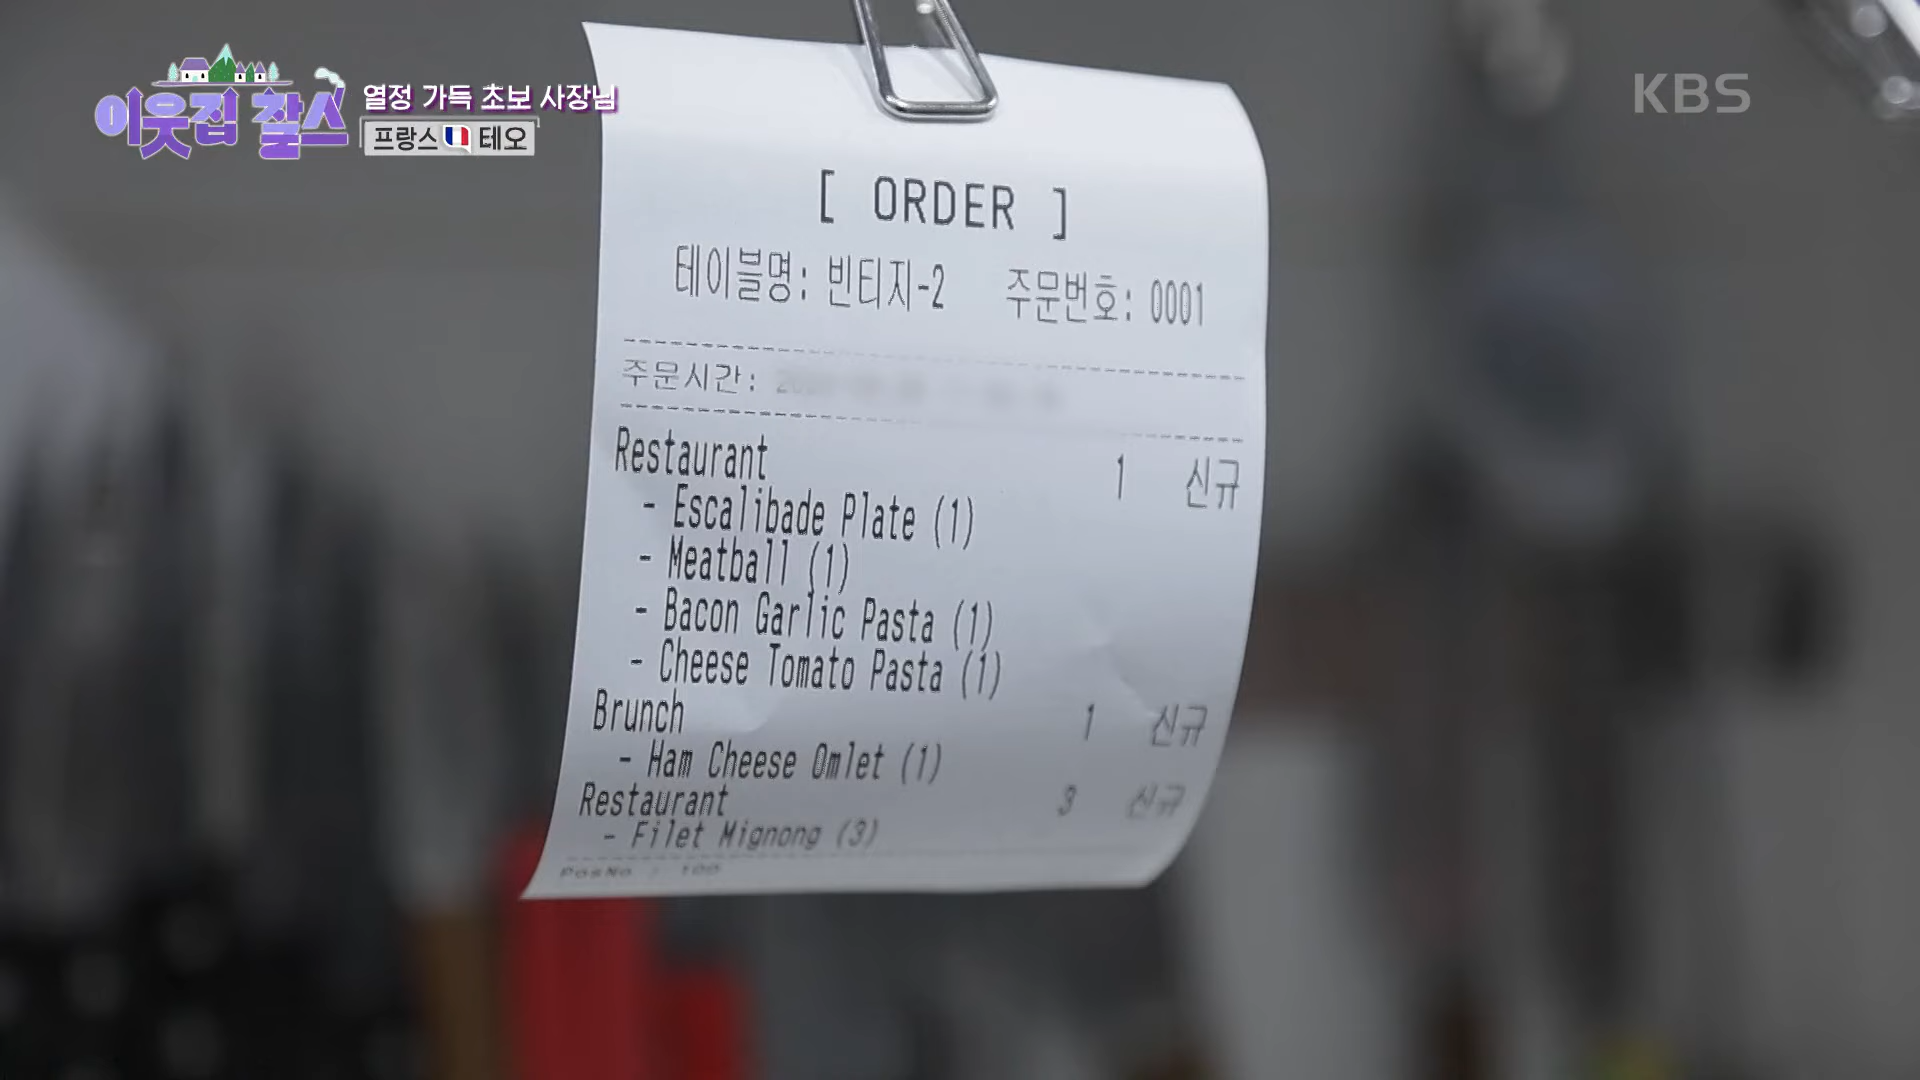 이웃집 찰스
열정 가득 초보 사장님
프랑스 테오
KBS
[ ORDER ]
테이블명: 빈티지-2 주문번호: 0001
주문시간:
Restaurant 1 신규
- Escalibade Plate (1)
- Meatball (1)
- Bacon Garlic Pasta (1)
- Cheese Tomato Pasta (1)
Brunch 1 신규
- Ham Cheese Omlet (1)
Restaurant 3 신규
- Filet Mignong (3)
PosNo : 100